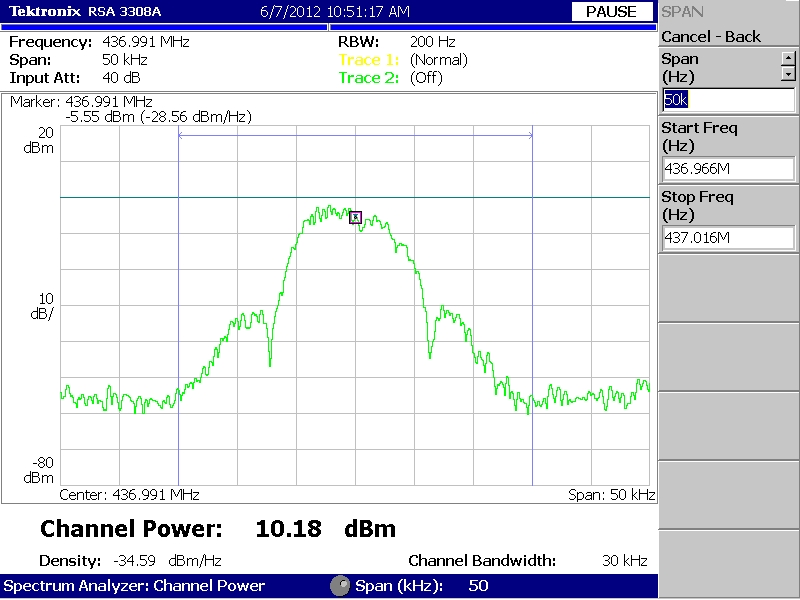 Tektronix RSA 3308A 6/7/2012 10:51:17 AM PAUSE SPAN
Cancel - Back
Frequency: 436.991 MHz RBW: 200 Hz
Span: 50 kHz Trace 1: (Normal)
Input Att: 40 dB Trace 2: (Off)
Span
(Hz)
50k
Marker: 436.991 MHz
-5.55 dBm (-28.56 dBm/Hz)
Start Freq
(Hz)
436.966M
Stop Freq
(Hz)
437.016M
20
dBm
10
dB/
-80
dBm
Center: 436.991 MHz Span: 50 kHz
Channel Power: 10.18 dBm
Density: -34.59 dBm/Hz Channel Bandwidth: 30 kHz
Spectrum Analyzer: Channel Power Span (kHz): 50